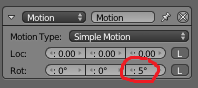 Motion Motion
Motion Type: Simple Motion
Loc: 0.00 0.00 0.00 L
Rot: 0° 0° 5° L